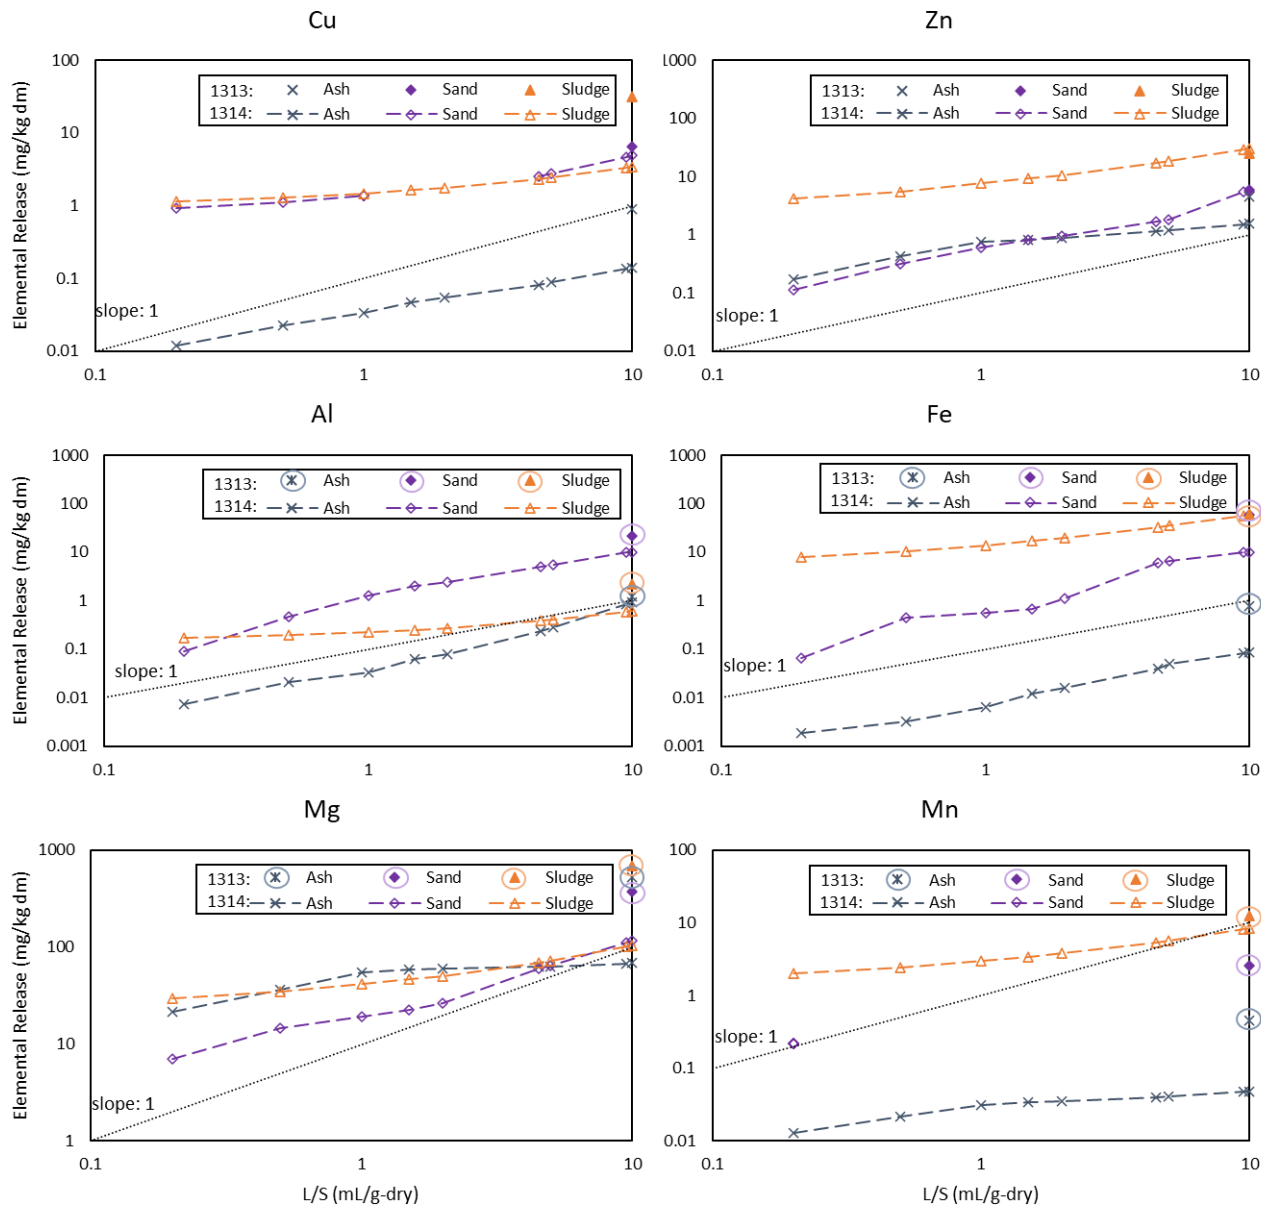 Cu
Zn
Elemental Release (mg/kg dm)
100
10
1
0.1
0.01
1313: Ash Sand Sludge
1314: Ash Sand Sludge
slope: 1
0.1 1 10
1000
100
10
1
0.1
0.01
1313: Ash Sand Sludge
1314: Ash Sand Sludge
slope: 1
0.1 1 10
Al
Fe
Elemental Release (mg/kg dm)
1000
100
10
1
0.1
0.01
0.001
1313: Ash Sand Sludge
1314: Ash Sand Sludge
slope: 1
0.1 1 10
1000
100
10
1
0.1
0.01
0.001
1313: Ash Sand Sludge
1314: Ash Sand Sludge
slope: 1
0.1 1 10
Mg
Mn
Elemental Release (mg/kg dm)
1000
100
10
1
1313: Ash Sand Sludge
1314: Ash Sand Sludge
slope: 1
0.1 1 10
L/S (mL/g-dry)
100
10
1
0.1
0.01
1313: Ash Sand Sludge
1314: Ash Sand Sludge
slope: 1
0.1 1 10
L/S (mL/g-dry)